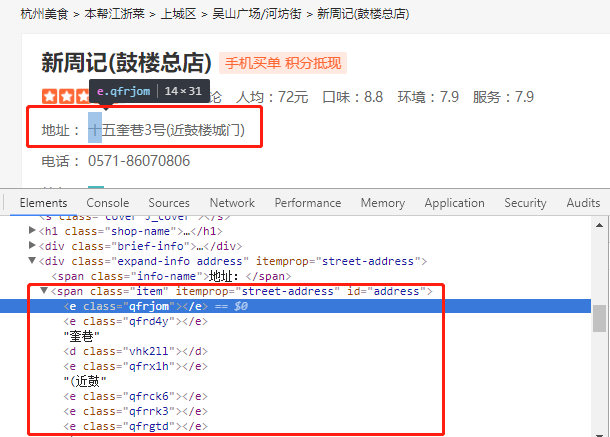 杭州美食 > 本帮江浙菜 > 上城区 > 吴山广场/河坊街 > 新周记(鼓楼总店)
新周记(鼓楼总店) 手机买单 积分抵现
e.qfrjom 14×31
论 人均：72元 口味：8.8 环境：7.9 服务：7.9
地址： 十五奎巷3号(近鼓楼城门)
电话： 0571-86070806
Elements Console Sources Network Performance Memory Application Security Audits
<s class="cover J_cover"></s>
<h1 class="shop-name">…</h1>
<div class="brief-info">…</div>
<div class="expand-info address" itemprop="street-address">
<span class="info-name">地址：</span>
<span class="item" itemprop="street-address" id="address">
<e class="qfrjom"></e> == $0
<e class="qfrd4y"></e>
"奎巷"
<d class="vhk2ll"></d>
<e class="qfrx1h"></e>
"(近鼓"
<e class="qfrck6"></e>
<e class="qfrrk3"></e>
<e class="qfrgtd"></e>